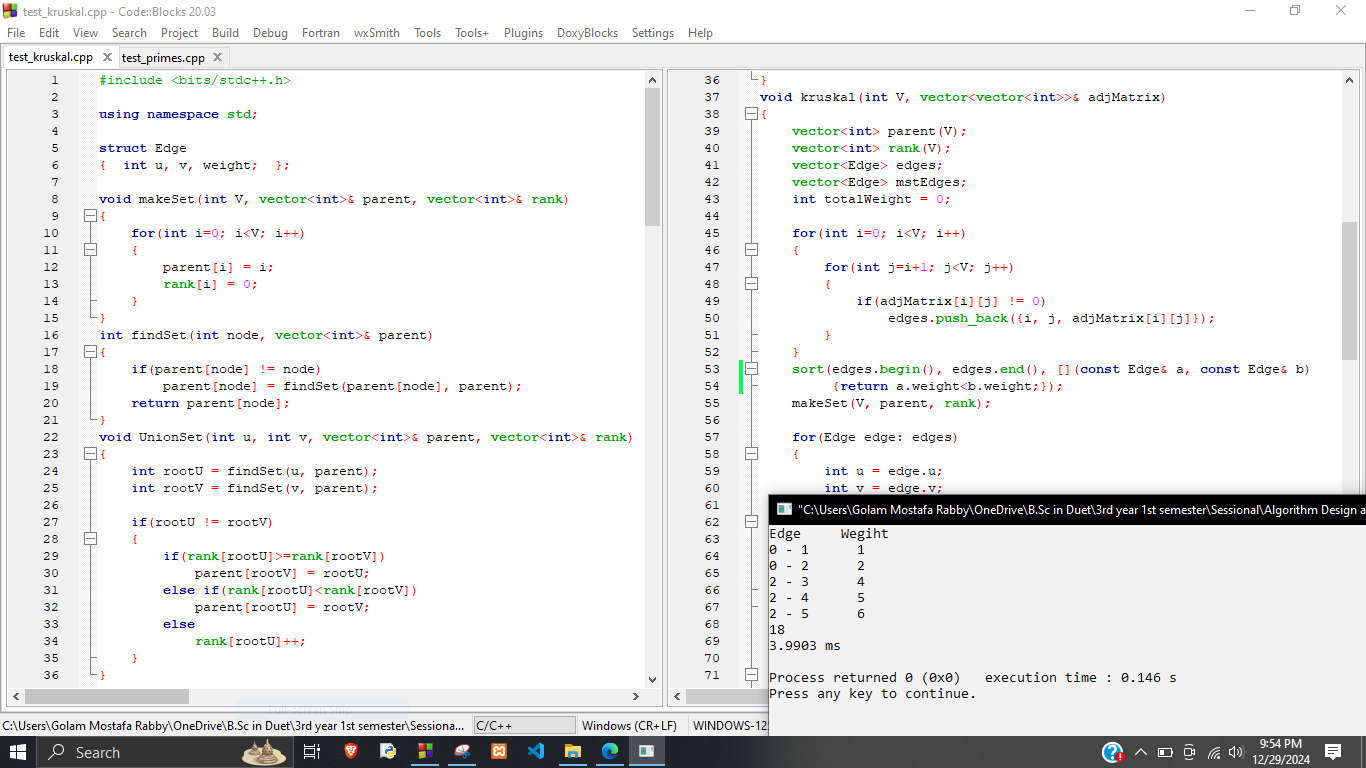 test_kruskal.cpp - Code::Blocks 20.03
File Edit View Search Project Build Debug Fortran wxSmith Tools Tools+ Plugins DoxyBlocks Settings Help
test_kruskal.cpp test_primes.cpp
1 #include <bits/stdc++.h>
2
3 using namespace std;
4
5 struct Edge
6 {  int u, v, weight;  };
7
8 void makeSet(int V, vector<int>& parent, vector<int>& rank)
9 {
10     for(int i=0; i<V; i++)
11     {
12         parent[i] = i;
13         rank[i] = 0;
14     }
15 }
16 int findSet(int node, vector<int>& parent)
17 {
18     if(parent[node] != node)
19         parent[node] = findSet(parent[node], parent);
20     return parent[node];
21 }
22 void UnionSet(int u, int v, vector<int>& parent, vector<int>& rank)
23 {
24     int rootU = findSet(u, parent);
25     int rootV = findSet(v, parent);
26
27     if(rootU != rootV)
28     {
29         if(rank[rootU]>=rank[rootV])
30             parent[rootV] = rootU;
31         else if(rank[rootU]<rank[rootV])
32             parent[rootU] = rootV;
33         else
34             rank[rootU]++;
35     }
36 }
36 }
37 void kruskal(int V, vector<vector<int>>& adjMatrix)
38 {
39     vector<int> parent(V);
40     vector<int> rank(V);
41     vector<Edge> edges;
42     vector<Edge> mstEdges;
43     int totalWeight = 0;
44
45     for(int i=0; i<V; i++)
46     {
47         for(int j=i+1; j<V; j++)
48         {
49             if(adjMatrix[i][j] != 0)
50                 edges.push_back({i, j, adjMatrix[i][j]});
51         }
52     }
53     sort(edges.begin(), edges.end(), [](const Edge& a, const Edge& b)
54          {return a.weight<b.weight;});
55     makeSet(V, parent, rank);
56
57     for(Edge edge: edges)
58     {
59         int u = edge.u;
60         int v = edge.v;
62
63
64
65
66
67
68
69
70
71
"C:\Users\Golam Mostafa Rabby\OneDrive\B.Sc in Duet\3rd year 1st semester\Sessional\Algorithm Design a
Edge     Wegiht
0 - 1      1
0 - 2      2
2 - 3      4
2 - 4      5
2 - 5      6
18
3.9903 ms
Process returned 0 (0x0)   execution time : 0.146 s
Press any key to continue.
Full-screen Snip
C:\Users\Golam Mostafa Rabby\OneDrive\B.Sc in Duet\3rd year 1st semester\Sessiona... C/C++ Windows (CR+LF) WINDOWS-12
Search
9:54 PM
12/29/2024